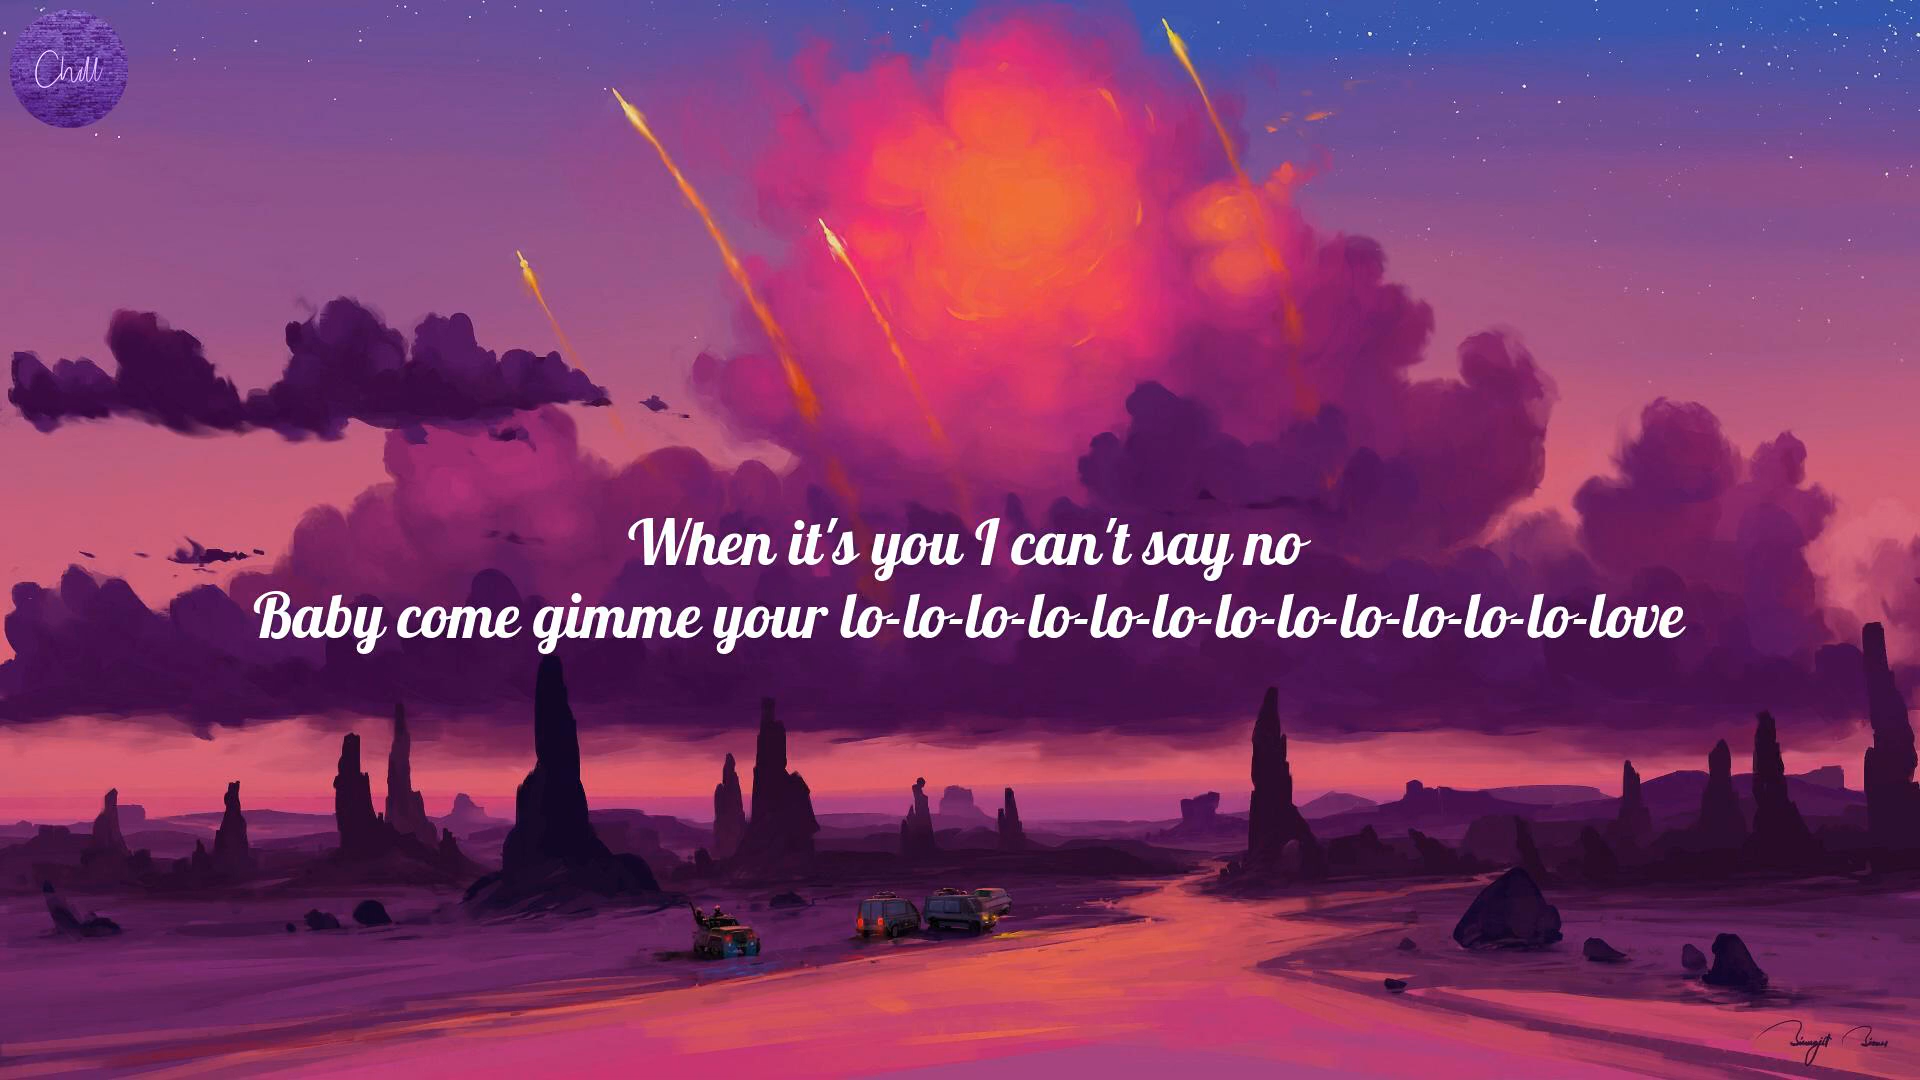 Chill
When it's you I can't say no
Baby come gimme your lo-lo-lo-lo-lo-lo-lo-lo-lo-lo-lo-lo-love